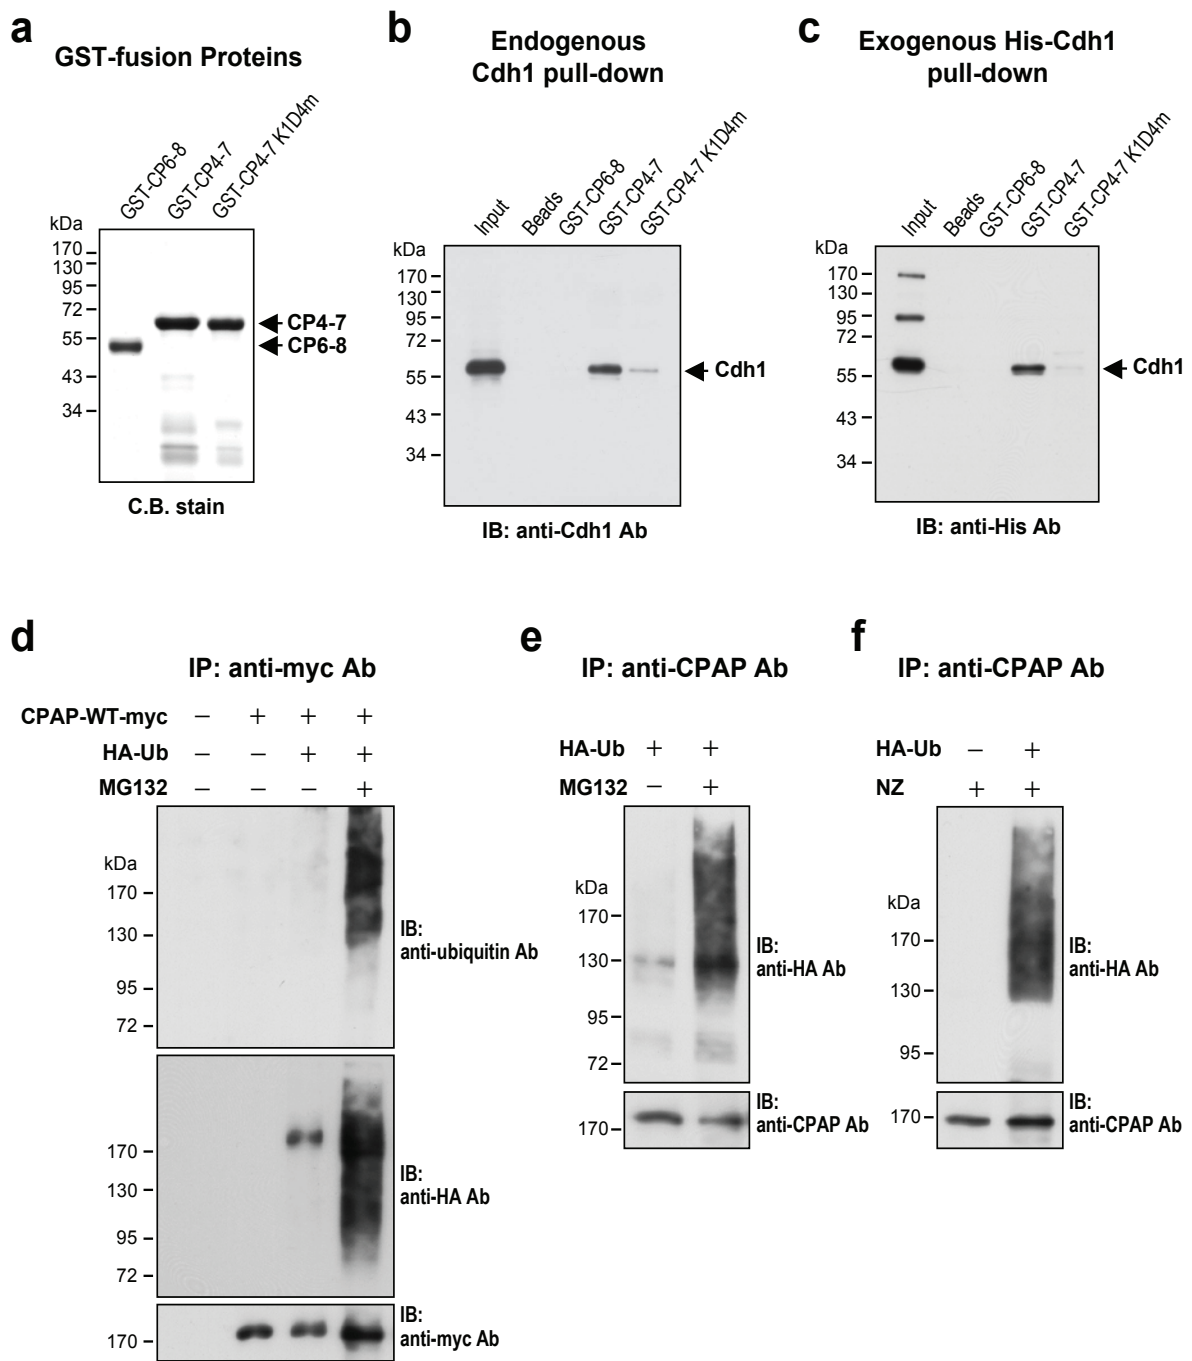 a
GST-fusion Proteins
GST-CP6-8
GST-CP4-7
GST-CP4-7 K1D4m
kDa
170
130
95
72
55
43
34
CP4-7
CP6-8
C.B. stain
b
Endogenous
Cdh1 pull-down
Input
Beads
GST-CP6-8
GST-CP4-7
GST-CP4-7 K1D4m
kDa
170
130
95
72
55
43
34
Cdh1
IB: anti-Cdh1 Ab
c
Exogenous His-Cdh1
pull-down
Input
Beads
GST-CP6-8
GST-CP4-7
GST-CP4-7 K1D4m
kDa
170
130
95
72
55
43
34
Cdh1
IB: anti-His Ab
d
IP: anti-myc Ab
CPAP-WT-myc – + + +
HA-Ub – – + +
MG132 – – – +
kDa
170
130
95
72
IB:
anti-ubiquitin Ab
170
130
95
72
IB:
anti-HA Ab
170
IB:
anti-myc Ab
e
IP: anti-CPAP Ab
HA-Ub + +
MG132 – +
kDa
170
130
95
72
IB:
anti-HA Ab
170
IB:
anti-CPAP Ab
f
IP: anti-CPAP Ab
HA-Ub – +
NZ + +
kDa
170
130
95
IB:
anti-HA Ab
170
IB:
anti-CPAP Ab